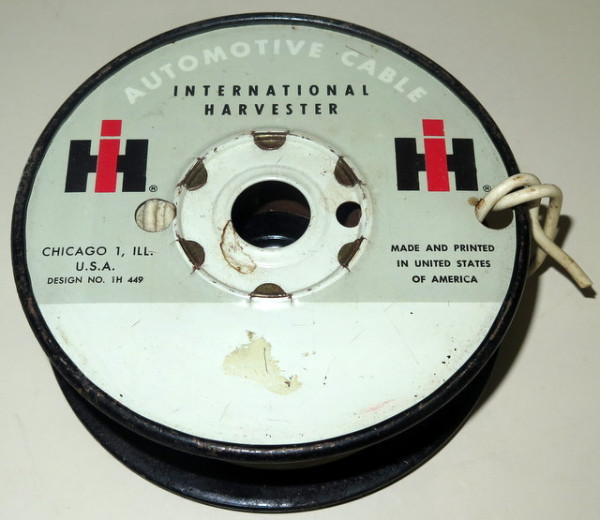 AUTOMOTIVE CABLE
INTERNATIONAL
HARVESTER
IH®
IH®
CHICAGO 1, ILL.
U.S.A.
DESIGN NO. 1H 449
MADE AND PRINTED
IN UNITED STATES
OF AMERICA